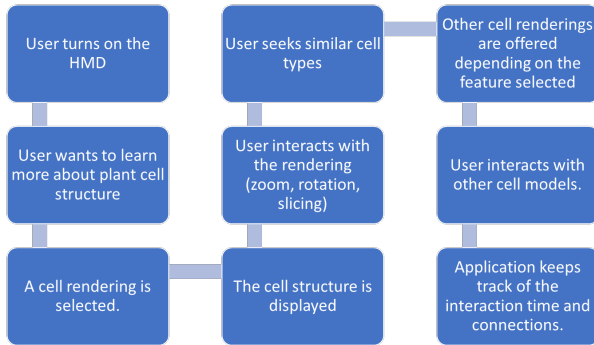 User turns on the
HMD
User wants to learn
more about plant cell
structure
A cell rendering is
selected.
The cell structure is
displayed
User interacts with
the rendering
(zoom, rotation,
slicing)
User seeks similar cell
types
Other cell renderings
are offered
depending on the
feature selected
User interacts with
other cell models.
Application keeps
track of the
interaction time and
connections.